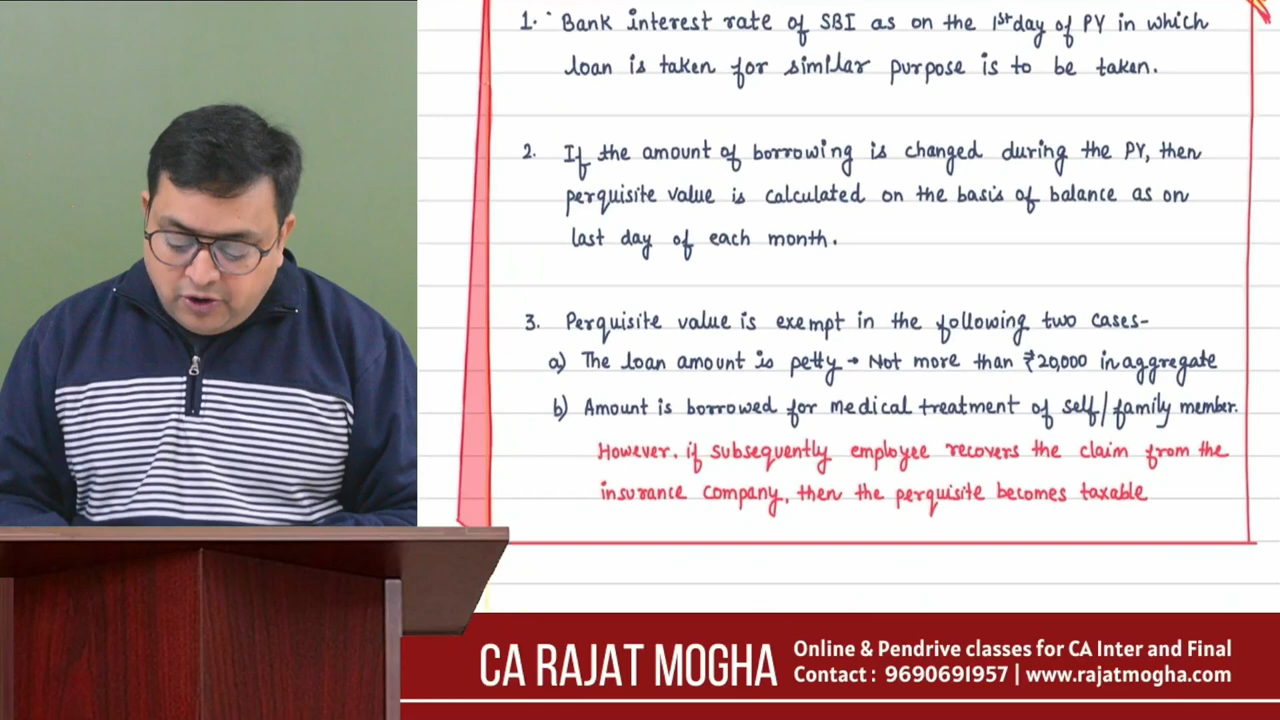 1. Bank interest rate of SBI as on the 1st day of PY in which
loan is taken for similar purpose is to be taken.
2. If the amount of borrowing is changed during the PY, then
perquisite value is calculated on the basis of balance as on
last day of each month.
3. Perquisite value is exempt in the following two cases-
a) The loan amount is petty → Not more than ₹20,000 in aggregate
b) Amount is borrowed for medical treatment of self/family member.
However, if subsequently employee recovers the claim from the
insurance company, then the perquisite becomes taxable
CA RAJAT MOGHA
Online & Pendrive classes for CA Inter and Final
Contact : 9690691957 | www.rajatmogha.com